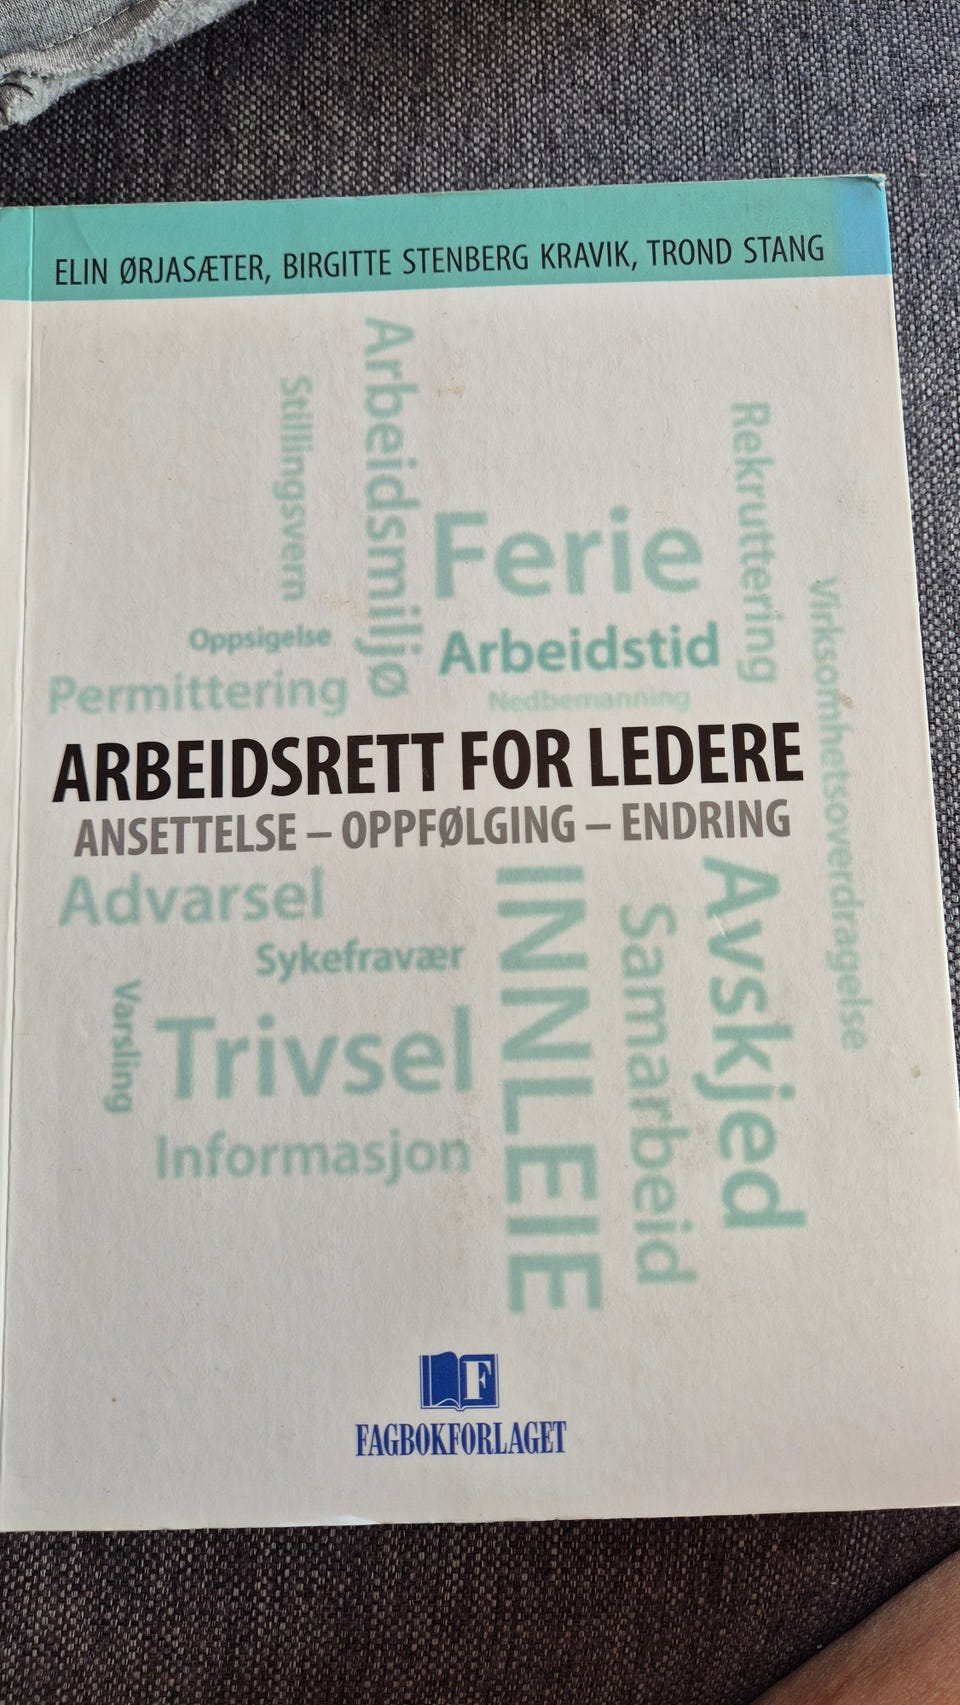 ELIN ØRJASÆTER, BIRGITTE STENBERG KRAVIK, TROND STANG
Arbeidsmiljø
Stilllingsvern
Rekruttering
Ferie
Virksomhetsoverdragelse
Oppsigelse
Arbeidstid
Permittering
Nedbemanning
ARBEIDSRETT FOR LEDERE
ANSETTELSE – OPPFØLGING – ENDRING
Advarsel
INNLEIE
Samarbeid
Avskjed
Sykefravær
Varsling
Trivsel
Informasjon
F
FAGBOKFORLAGET